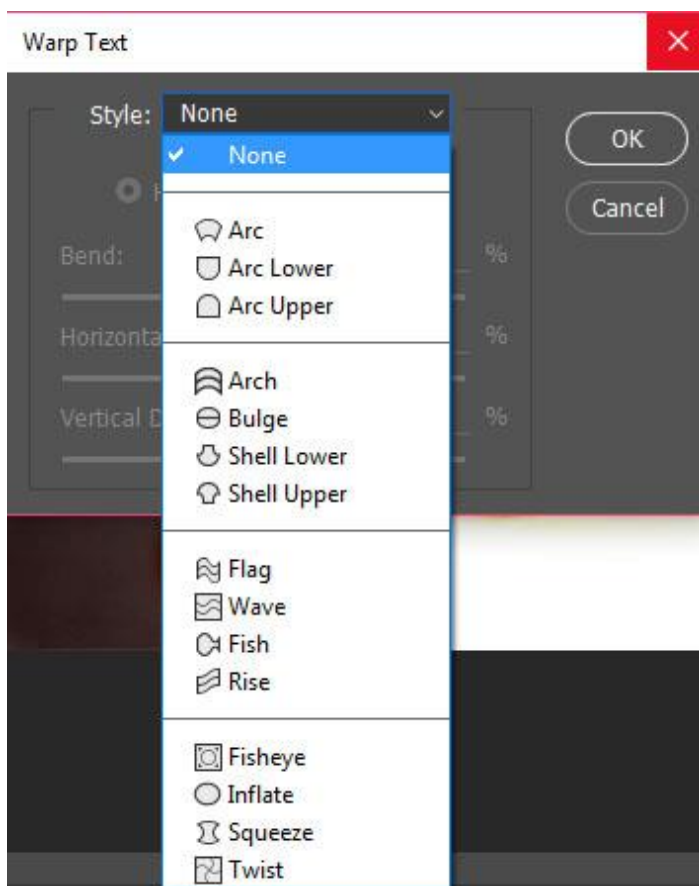 Warp Text
Style: None
None
OK
Cancel
Arc
Bend: %
Arc Lower
Arc Upper
%
Arch
Bulge
%
Shell Lower
Shell Upper
Flag
Wave
Fish
Rise
Fisheye
Inflate
Squeeze
Twist